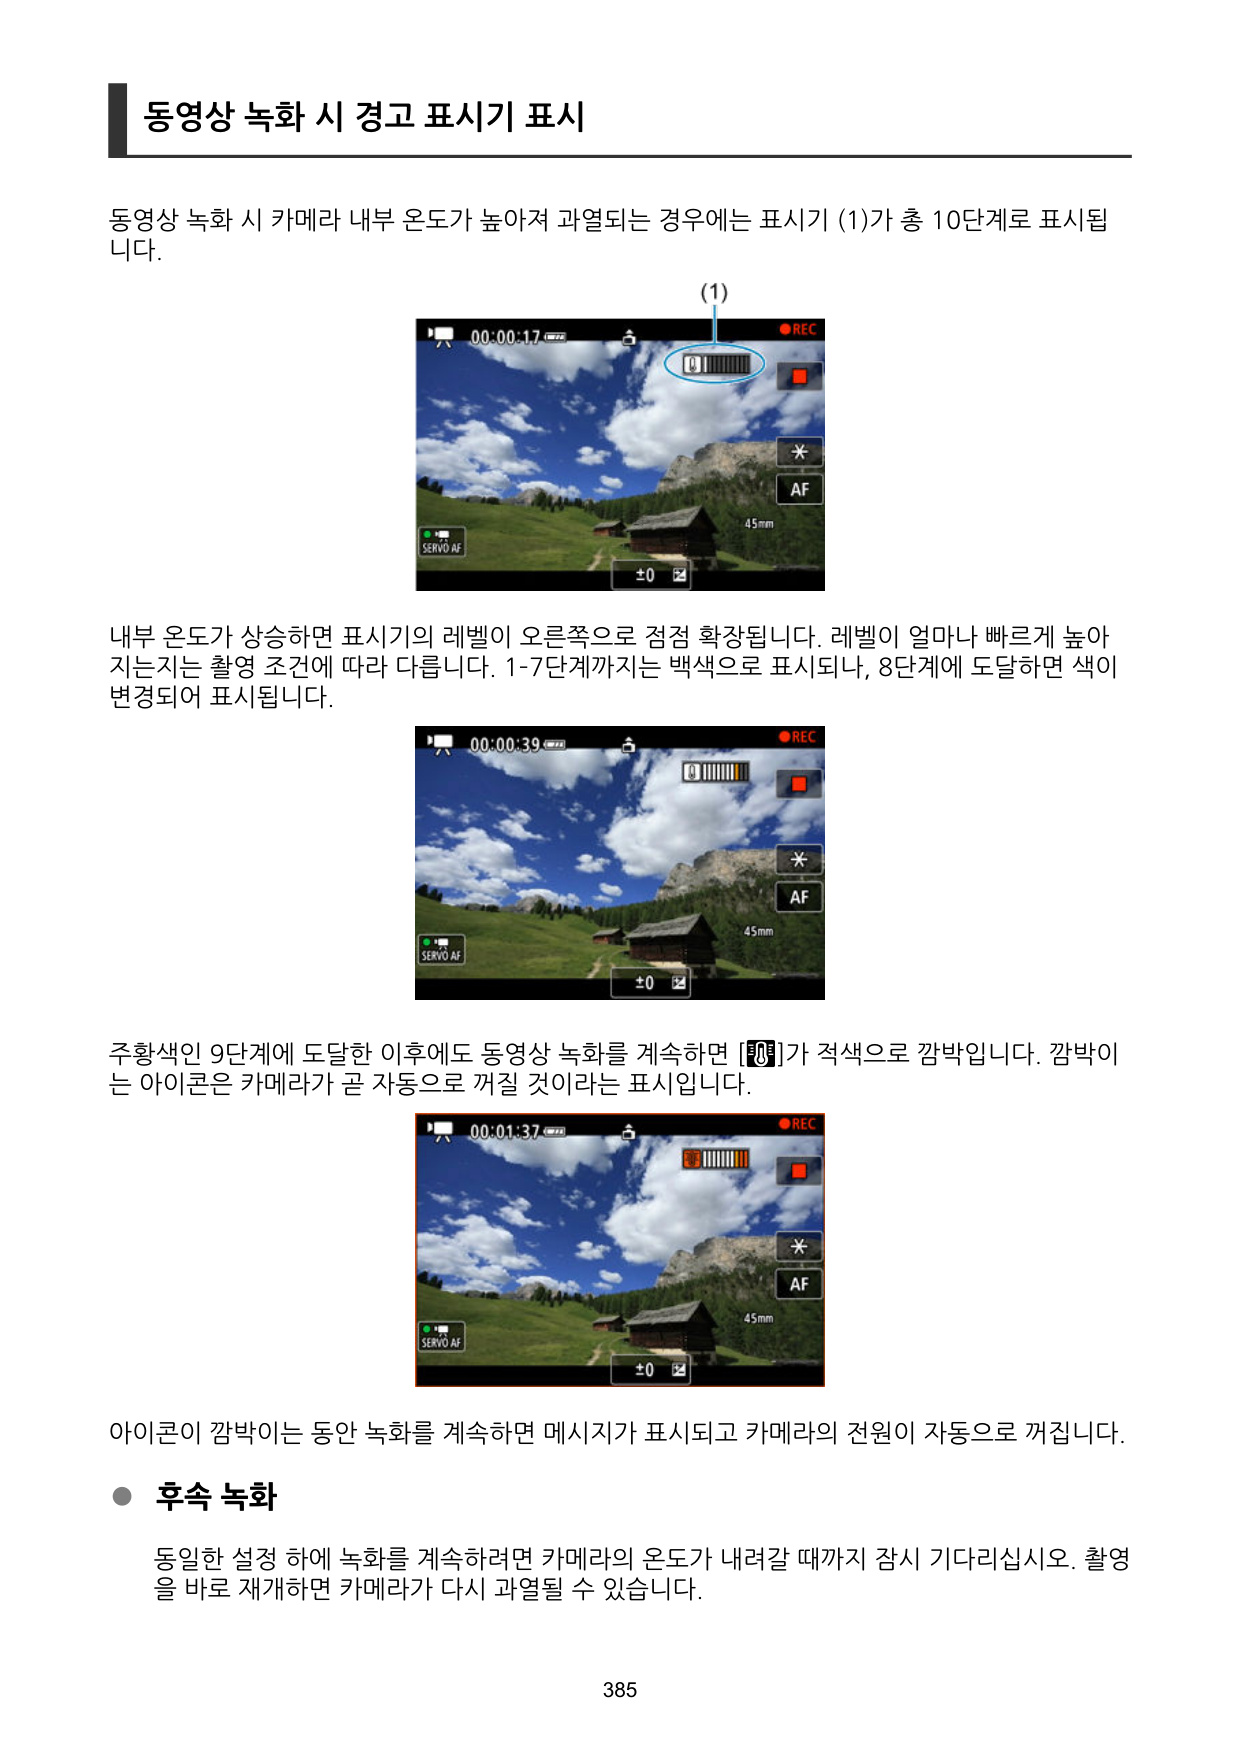 동영상 녹화 시 경고 표시기 표시
동영상 녹화 시 카메라 내부 온도가 높아져 과열되는 경우에는 표시기 (1)가 총 10단계로 표시됩
니다.
(1)
00:00:17
REC
AF
45mm
SERVO AF
±0
내부 온도가 상승하면 표시기의 레벨이 오른쪽으로 점점 확장됩니다. 레벨이 얼마나 빠르게 높아
지는지는 촬영 조건에 따라 다릅니다. 1-7단계까지는 백색으로 표시되나, 8단계에 도달하면 색이
변경되어 표시됩니다.
00:00:39
REC
AF
45mm
SERVO AF
±0
주황색인 9단계에 도달한 이후에도 동영상 녹화를 계속하면 []가 적색으로 깜박입니다. 깜박이
는 아이콘은 카메라가 곧 자동으로 꺼질 것이라는 표시입니다.
00:01:37
REC
AF
45mm
SERVO AF
±0
아이콘이 깜박이는 동안 녹화를 계속하면 메시지가 표시되고 카메라의 전원이 자동으로 꺼집니다.
● 후속 녹화
동일한 설정 하에 녹화를 계속하려면 카메라의 온도가 내려갈 때까지 잠시 기다리십시오. 촬영
을 바로 재개하면 카메라가 다시 과열될 수 있습니다.
385